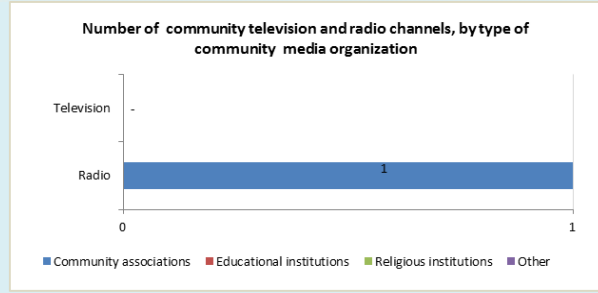 Number of community television and radio channels, by type of
community media organization
Television
-
Radio
1
0
1
Community associations
Educational institutions
Religious institutions
Other